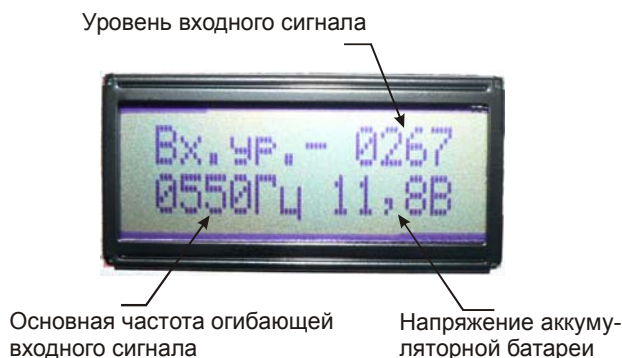 Уровень входного сигнала
Вх.ур.- 0267
0550Гц 11,8В
Основная частота огибающей
входного сигнала
Напряжение аккуму-
ляторной батареи